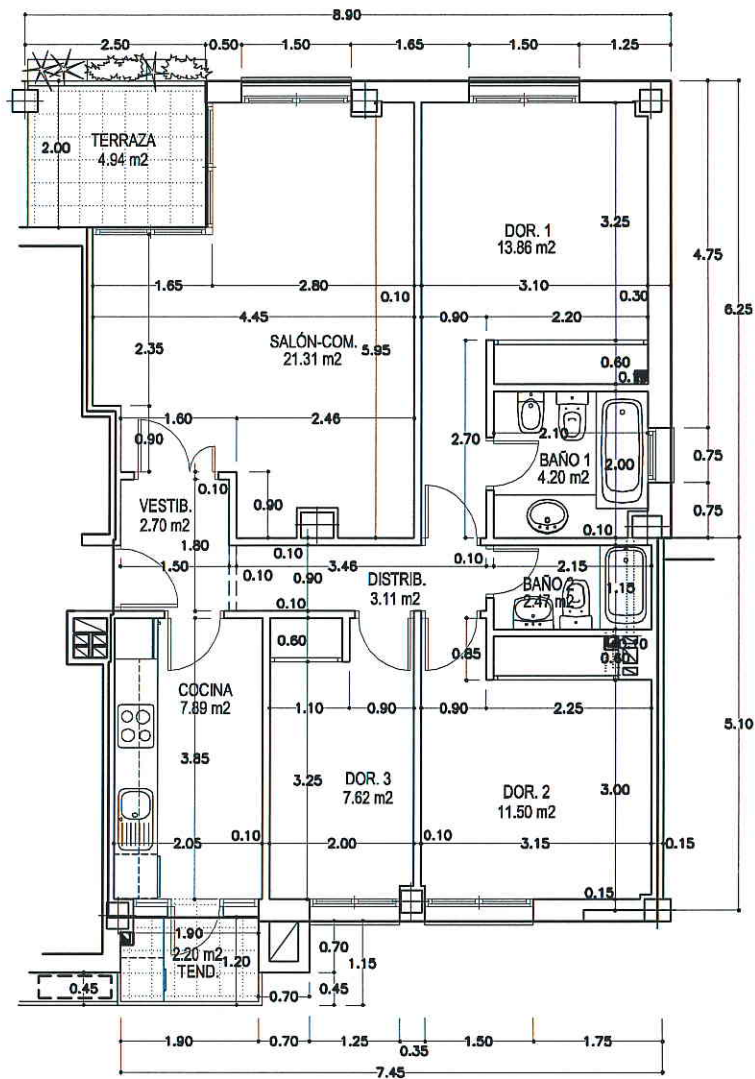 8.90
2.50 0.50 1.50 1.65 1.50 1.25
TERRAZA
4.94 m2
2.00
DOR. 1
13.86 m2
3.25
4.75
6.25
1.65 2.80 0.10 3.10 0.30
4.45 0.90 2.20
SALÓN-COM.
21.31 m2
5.95
2.35
0.60
1.60 2.46
2.70
2.10
0.90
BAÑO 1
4.20 m2
2.00
0.75
0.10
0.90
VESTIB.
2.70 m2
0.75
1.80
0.10
0.10
1.50 0.10 3.46 0.10 2.15
0.90
DISTRIB.
3.11 m2
BAÑO 2
2.47 m2
1.15
0.10
0.60
0.85
0.60
COCINA
7.89 m2
1.10 0.90 0.90 2.25
5.10
3.85
3.25
DOR. 3
7.62 m2
DOR. 2
11.50 m2
3.00
2.05 0.10 2.00 0.10 3.15 0.15
0.15
1.90
2.20 m2
TEND.
1.20
0.70
1.15
0.45
0.45
0.70
1.90 0.70 1.25 0.35 1.50 1.75
7.45